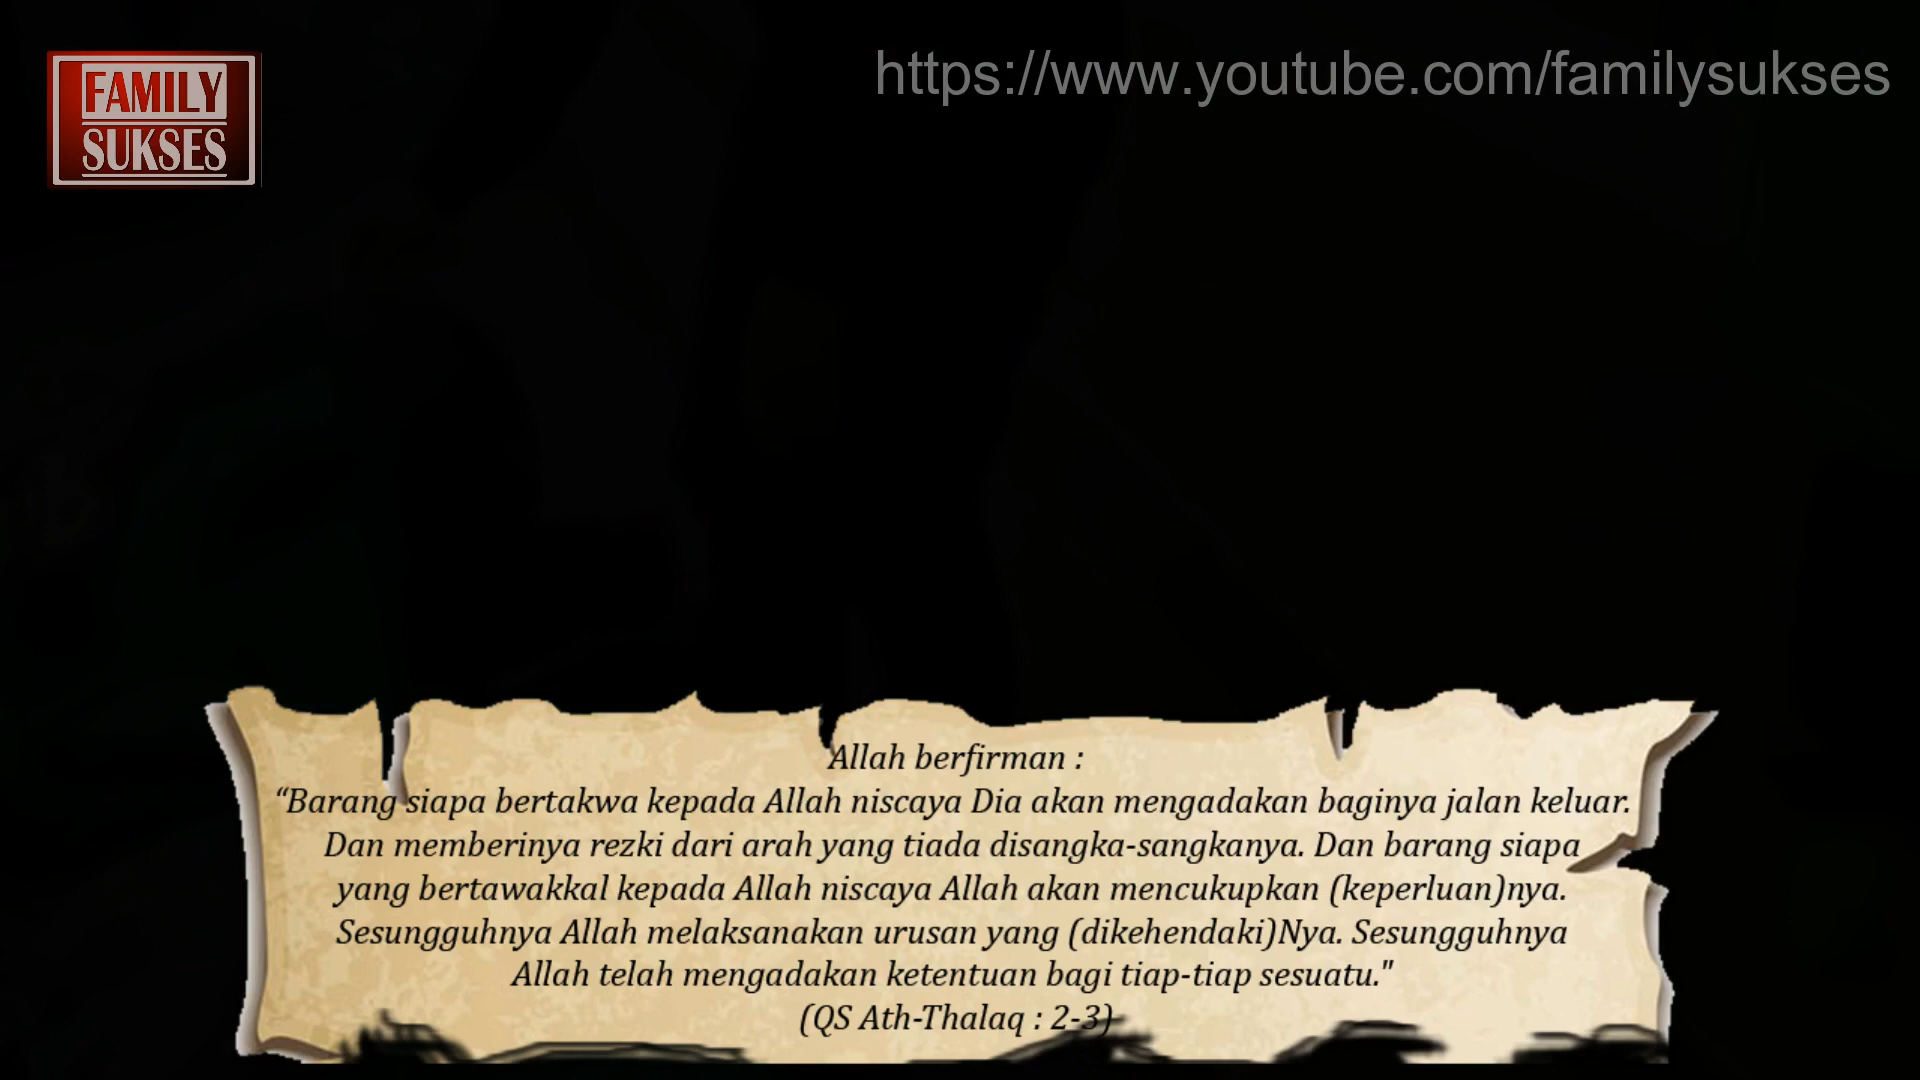 FAMILY
SUKSES
https://www.youtube.com/familysukses
Allah berfirman :
“Barang siapa bertakwa kepada Allah niscaya Dia akan mengadakan baginya jalan keluar.
Dan memberinya rezki dari arah yang tiada disangka-sangkanya. Dan barang siapa
yang bertawakkal kepada Allah niscaya Allah akan mencukupkan (keperluan)nya.
Sesungguhnya Allah melaksanakan urusan yang (dikehendaki)Nya. Sesungguhnya
Allah telah mengadakan ketentuan bagi tiap-tiap sesuatu."
(QS Ath-Thalaq : 2-3)